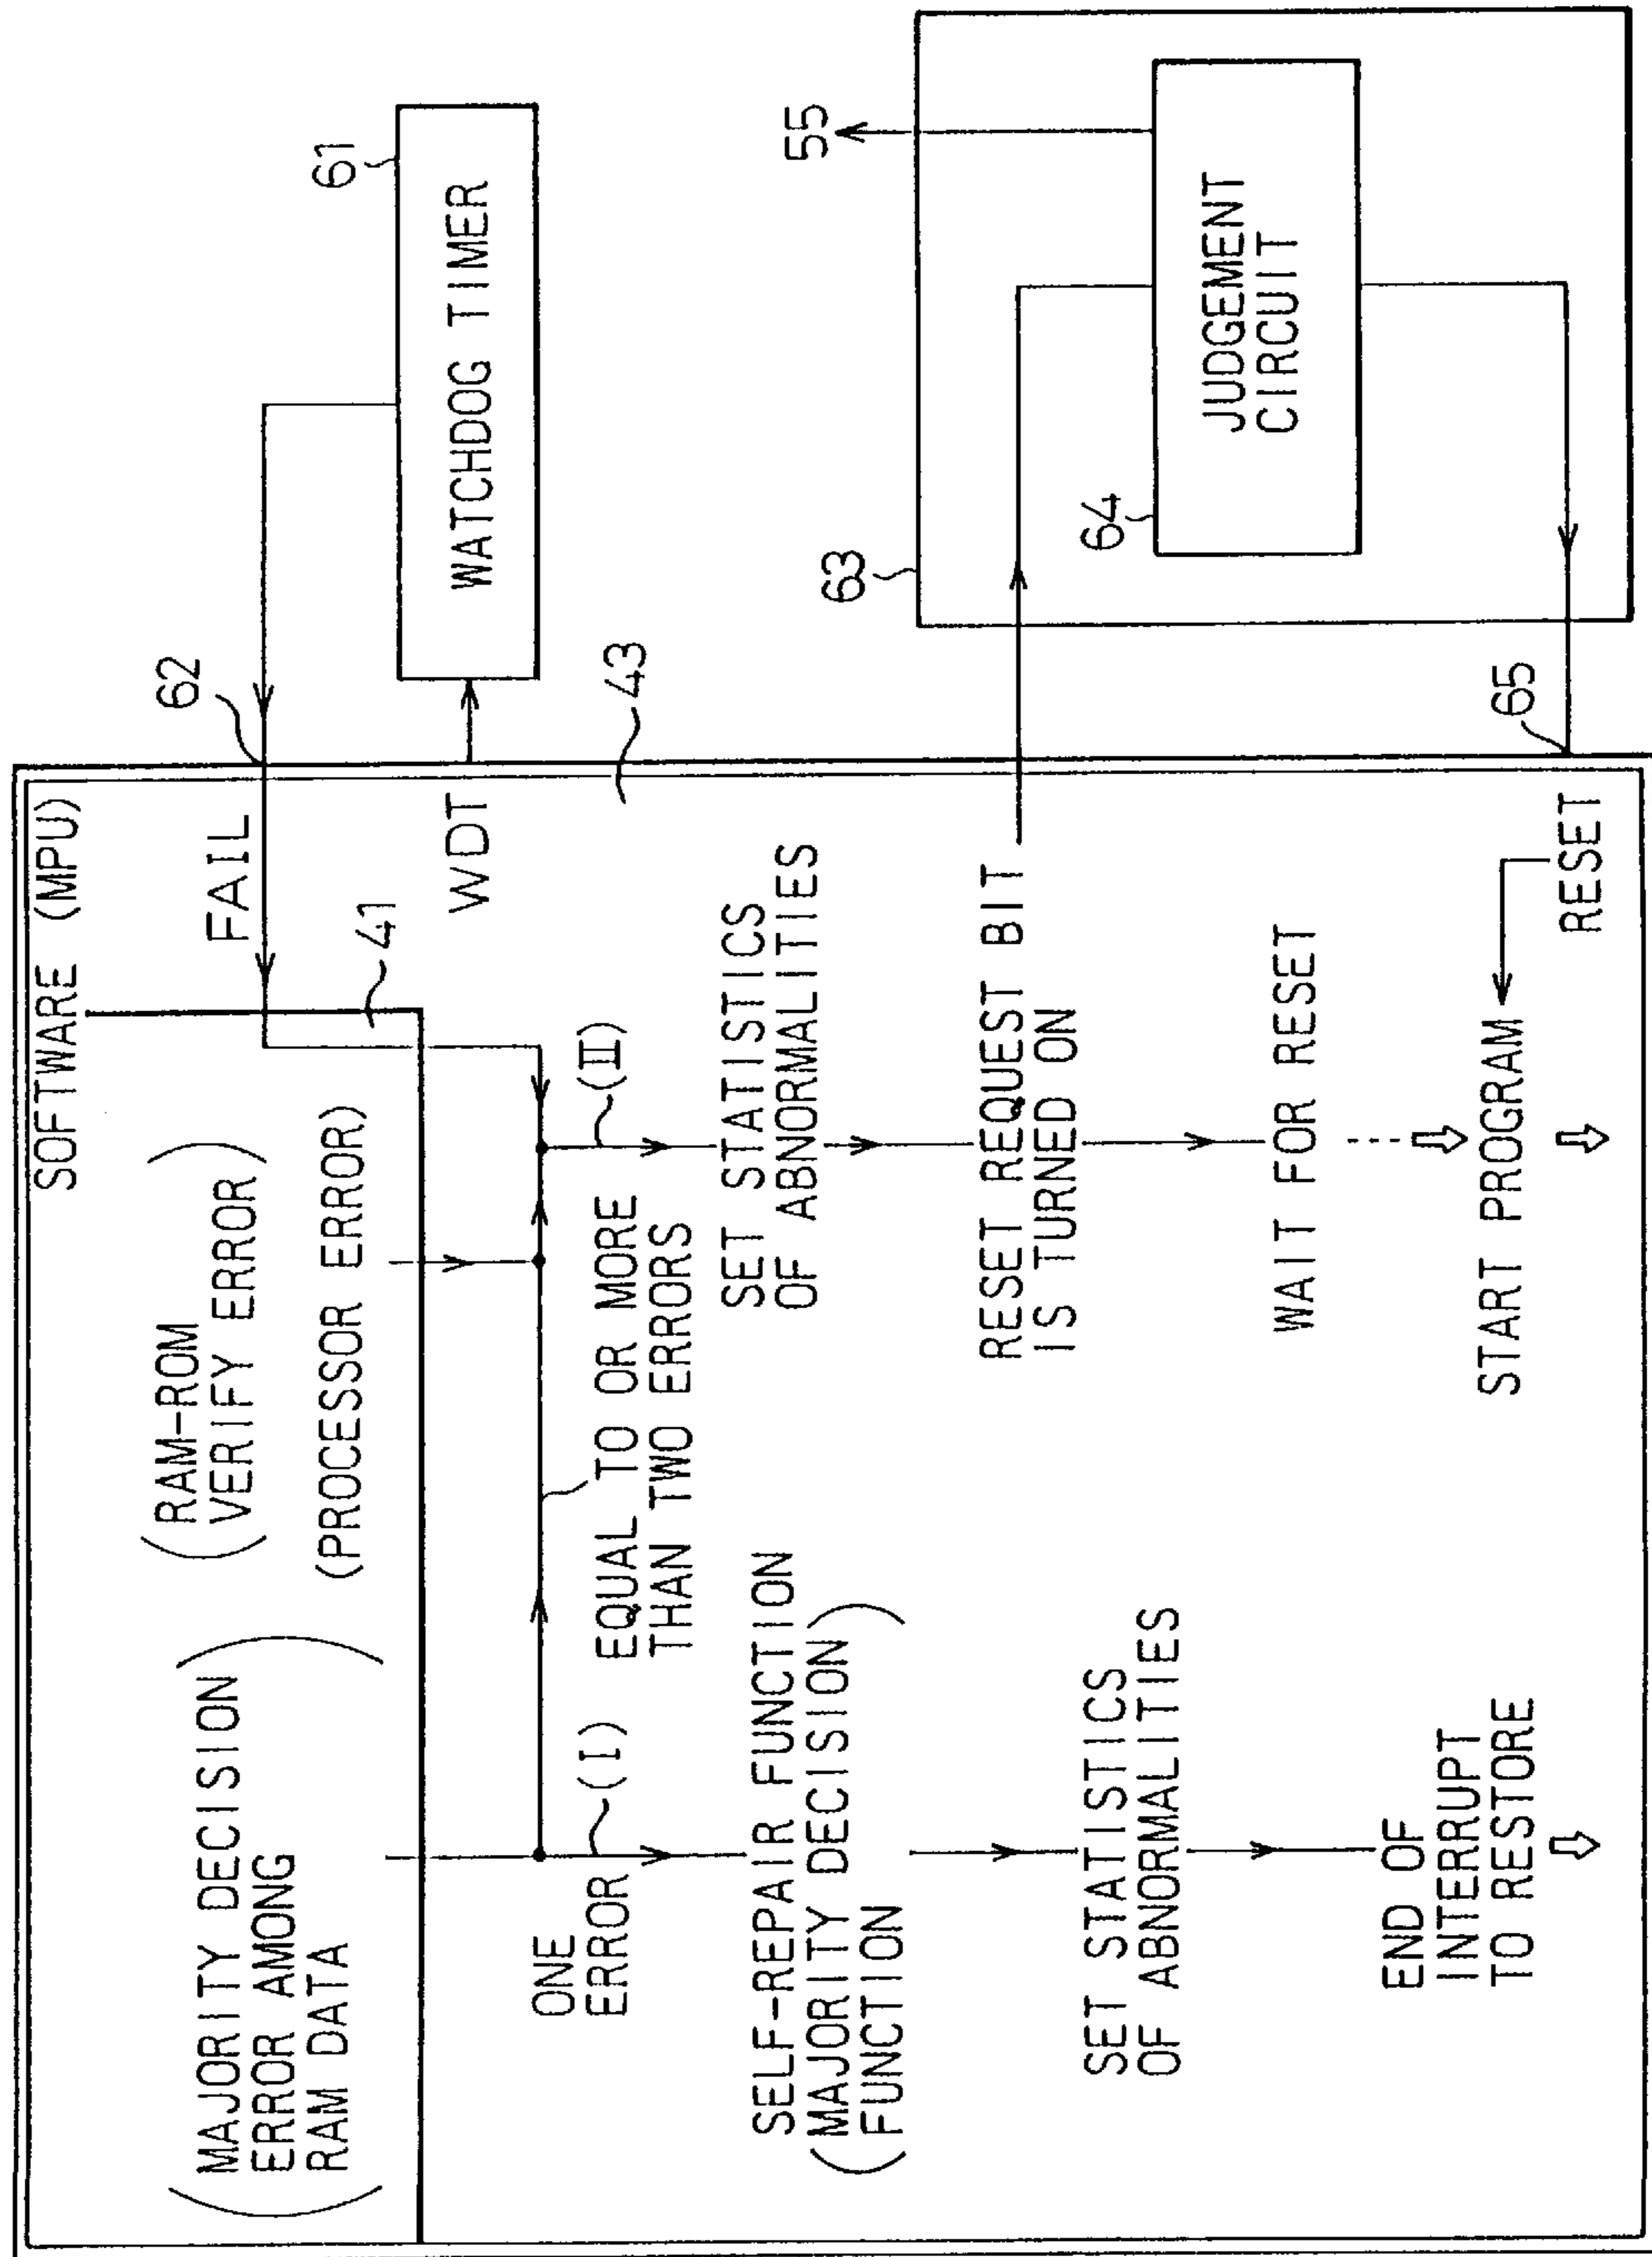 SOFTWARE (MPU)
(MAJORITY DECISION
ERROR AMONG
RAM DATA)
(RAM-ROM
VERIFY ERROR)
(PROCESSOR ERROR)
41
FAIL
62
61
WATCHDOG TIMER
WDT
43
ONE
ERROR
(I)
EQUAL TO OR MORE
THAN TWO ERRORS
(II)
SELF-REPAIR FUNCTION
(MAJORITY DECISION
FUNCTION)
SET STATISTICS
OF ABNORMALITIES
END OF
INTERRUPT
TO RESTORE
SET STATISTICS
OF ABNORMALITIES
RESET REQUEST BIT
IS TURNED ON
WAIT FOR RESET
START PROGRAM
RESET
55
63
64
JUDGEMENT
CIRCUIT
65